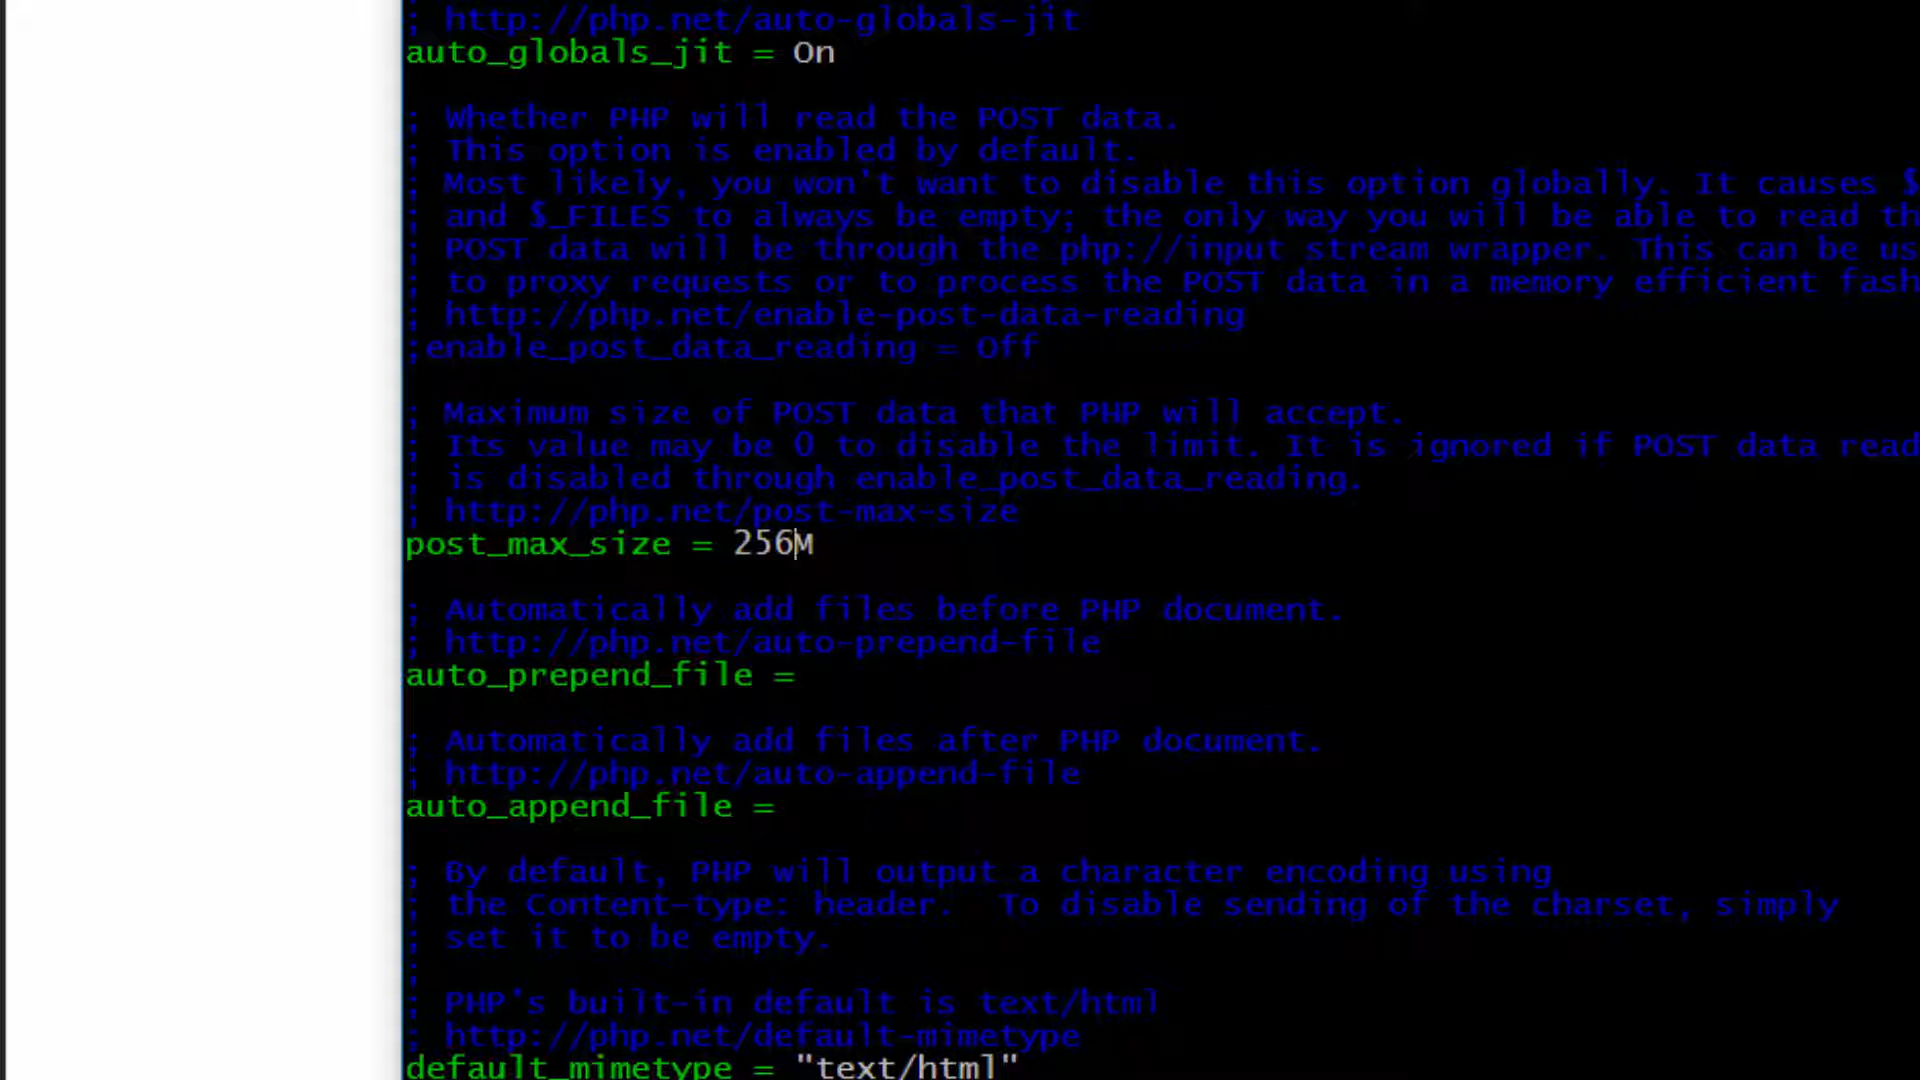 ; http://php.net/auto-globals-jit
auto_globals_jit = On
; Whether PHP will read the POST data.
; This option is enabled by default.
; Most likely, you won't want to disable this option globally. It causes $
; and $_FILES to always be empty; the only way you will be able to read th
; POST data will be through the php://input stream wrapper. This can be us
; to proxy requests or to process the POST data in a memory efficient fash
; http://php.net/enable-post-data-reading
;enable_post_data_reading = Off
; Maximum size of POST data that PHP will accept.
; Its value may be 0 to disable the limit. It is ignored if POST data read
; is disabled through enable_post_data_reading.
; http://php.net/post-max-size
post_max_size = 256M
; Automatically add files before PHP document.
; http://php.net/auto-prepend-file
auto_prepend_file =
; Automatically add files after PHP document.
; http://php.net/auto-append-file
auto_append_file =
; By default, PHP will output a character encoding using
; the Content-type: header.  To disable sending of the charset, simply
; set it to be empty.
;
; PHP's built-in default is text/html
; http://php.net/default-mimetype
default_mimetype = "text/html"